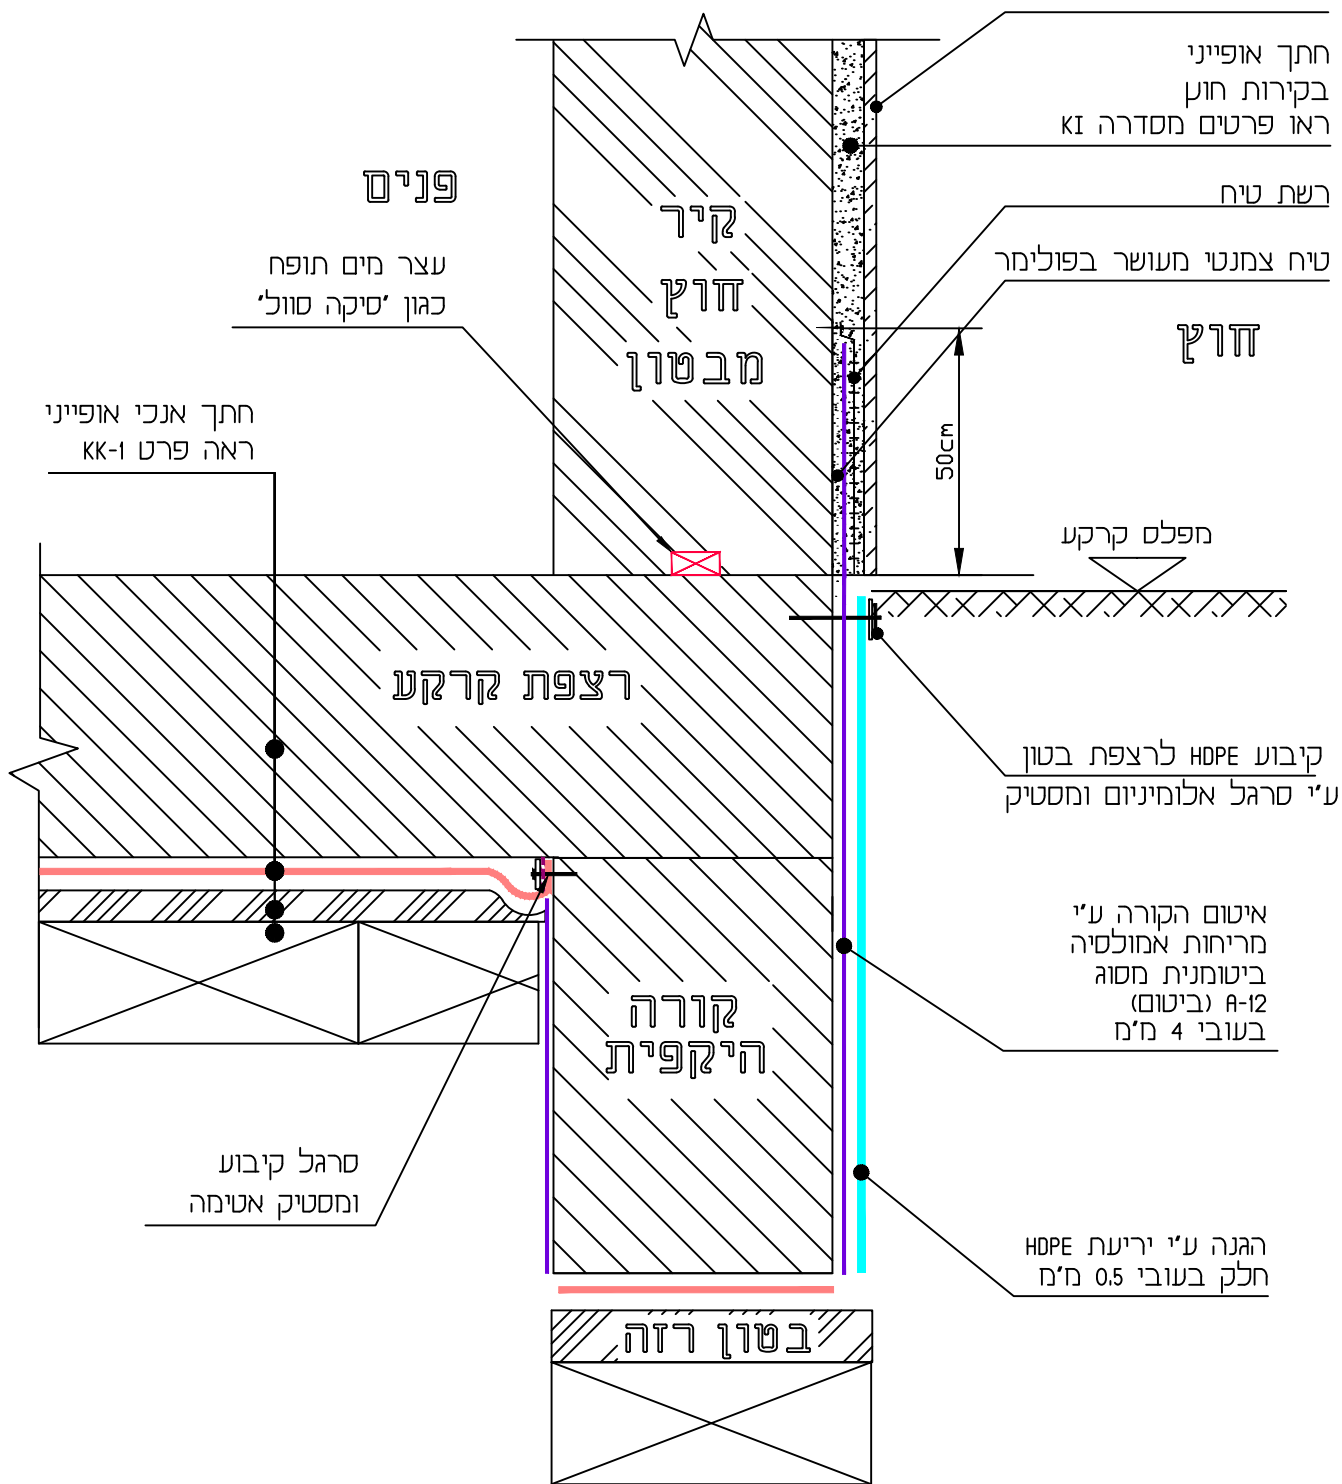 חתך אופייני
בקירות חוץ
ראו פרטים מסדרה KI
רשת טיח
טיח צמנטי מעושר בפולימר
חוץ
פנים
עצר מים תופח
כגון 'סיקה סוול'
קיר
חוץ
מבטון
חתך אנכי אופייני
ראה פרט KK-1
50cm
מפלס קרקע
רצפת קרקע
קיבוע HDPE לרצפת בטון
ע"י סרגל אלומיניום ומסטיק
איטום הקורה ע"י
מריחות אמולסיה
ביטומנית מסוג
A-12 (ביטום)
בעובי 4 מ"מ
קורה
היקפית
סרגל קיבוע
ומסטיק אטימה
הגנה ע"י יריעת HDPE
חלק בעובי 0.5 מ"מ
בטון רזה